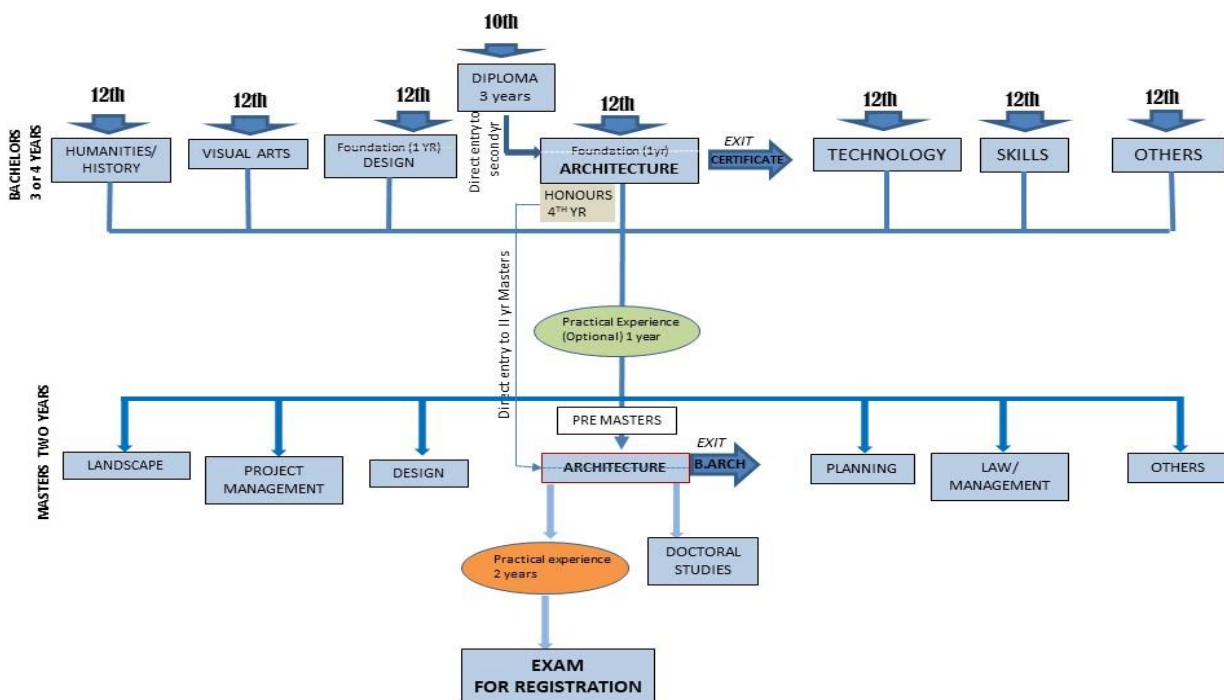 10th
DIPLOMA
3 years
12th
12th
12th
12th
12th
12th
12th
BACHELORS
3 or 4 YEARS
HUMANITIES/
HISTORY
VISUAL ARTS
Foundation (1 YR)
DESIGN
Direct entry to
second yr
Foundation (1yr)
ARCHITECTURE
EXIT
CERTIFICATE
TECHNOLOGY
SKILLS
OTHERS
HONOURS
4TH YR
Direct entry to II yr Masters
Practical Experience
(Optional) 1 year
MASTERS TWO YEARS
PRE MASTERS
LANDSCAPE
PROJECT
MANAGEMENT
DESIGN
ARCHITECTURE
EXIT
B.ARCH
PLANNING
LAW/
MANAGEMENT
OTHERS
Practical experience
2 years
DOCTORAL
STUDIES
EXAM
FOR REGISTRATION